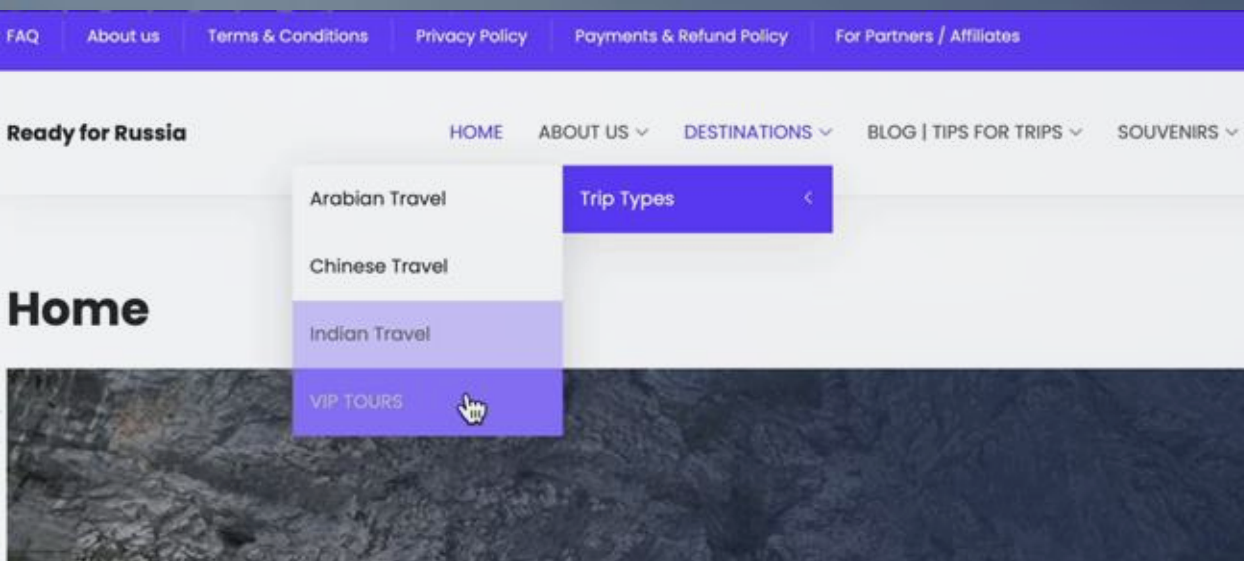 FAQ About us Terms & Conditions Privacy Policy Payments & Refund Policy For Partners / Affiliates
Ready for Russia HOME ABOUT US DESTINATIONS BLOG | TIPS FOR TRIPS SOUVENIRS
Arabian Travel Trip Types
Chinese Travel
Home
Indian Travel
VIP TOURS